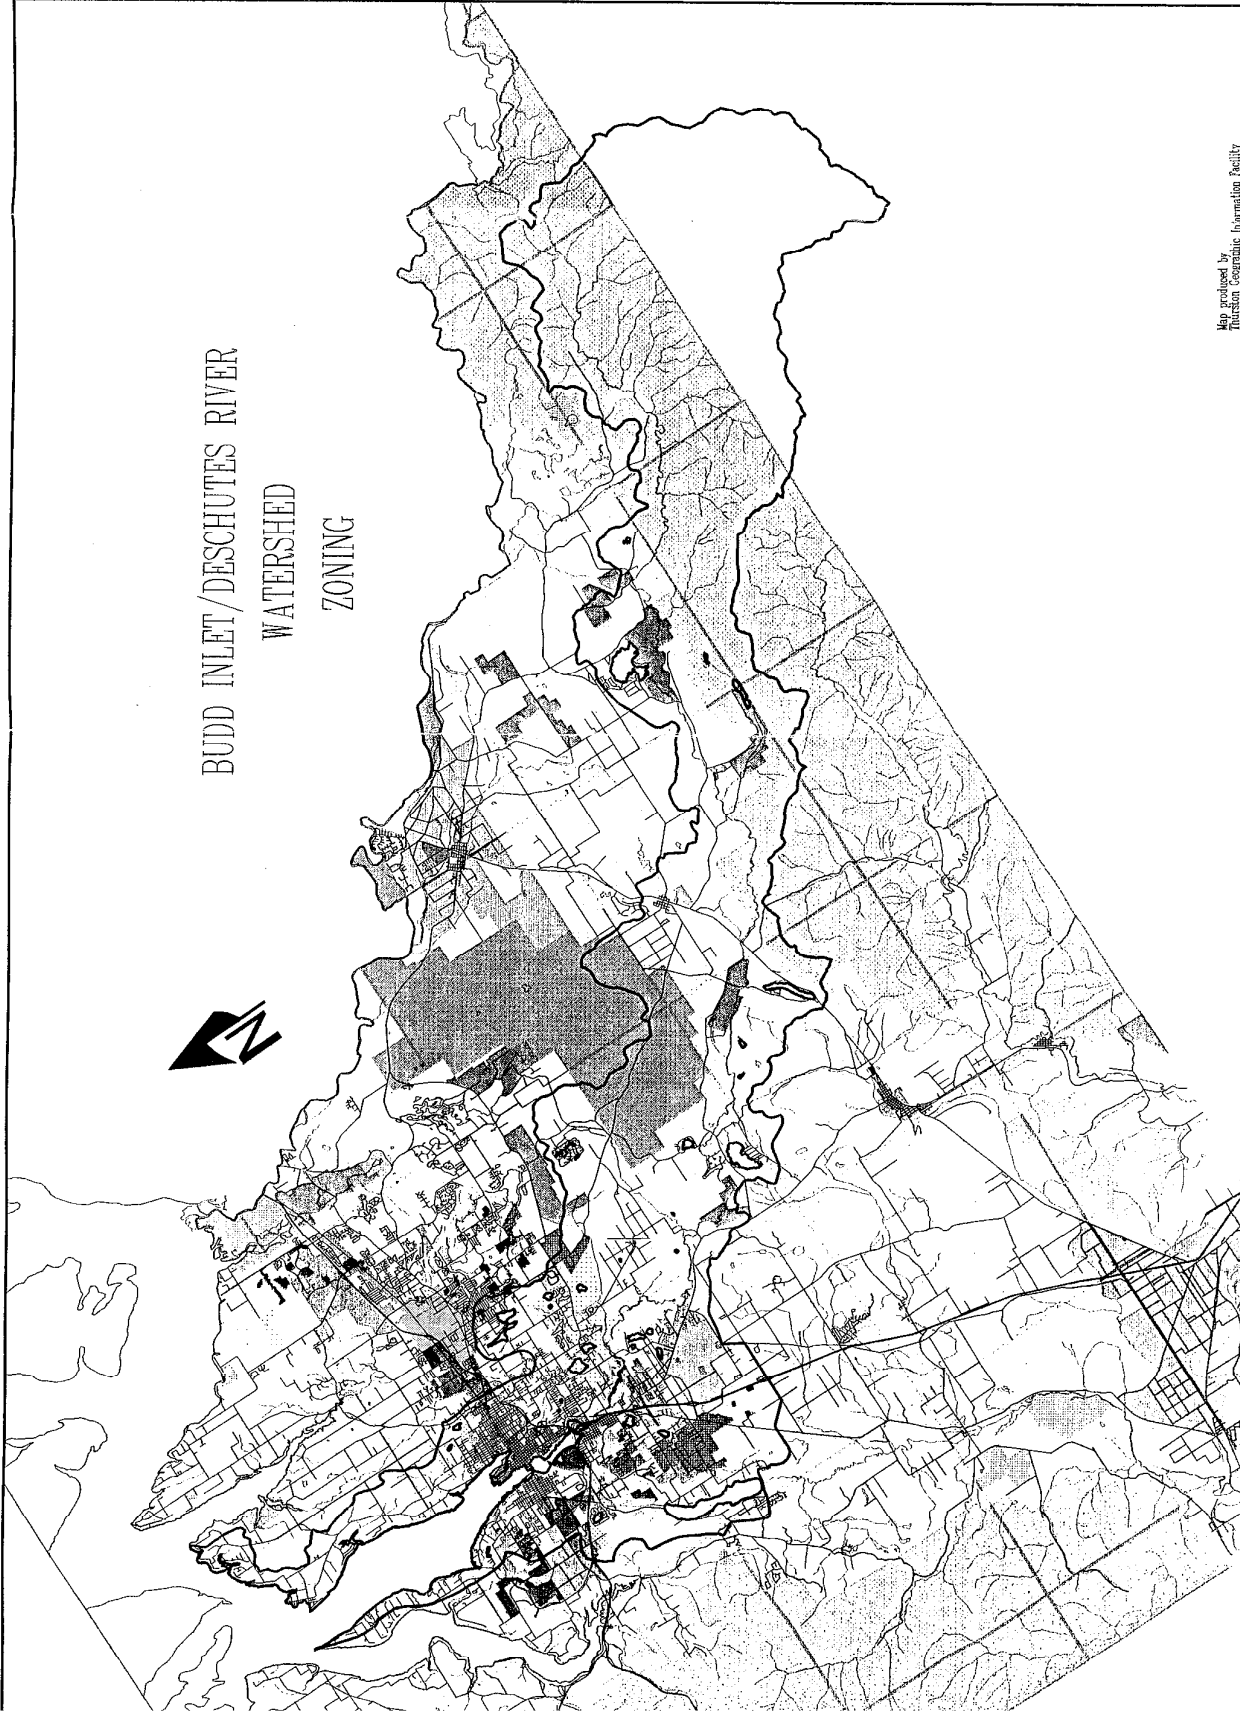 BUDD INLET/DESCHUTES RIVER
WATERSHED
ZONING
N
Map produced by
Thurston Geographic Information Facility